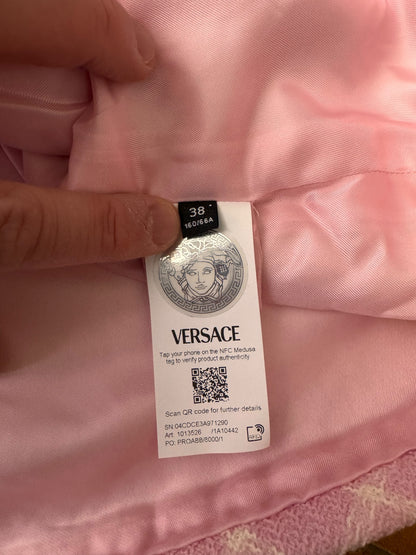 38
160/66A
VERSACE
Tap your phone on the NFC Medusa
tag to verify product authenticity
Scan QR code for further details
SN:04CDCE3A971290
Art: 1013526 /1A10442
PO: PROABB/8000/1